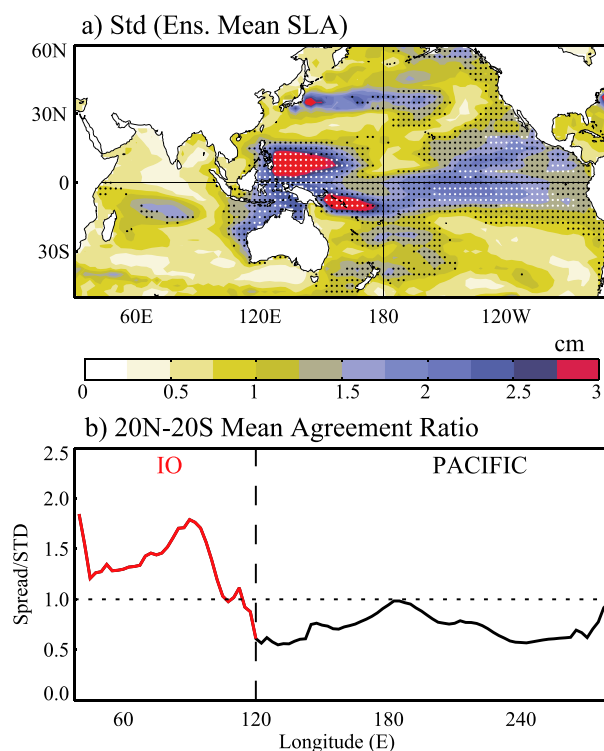 a) Std (Ens. Mean SLA)
60N
30N
0
30S
60E 120E 180 120W
cm
0 0.5 1 1.5 2 2.5 3
b) 20N-20S Mean Agreement Ratio
2.5
IO PACIFIC
2.0
1.5
Spread/STD
1.0
0.5
0.0
60 120 180 240
Longitude (E)